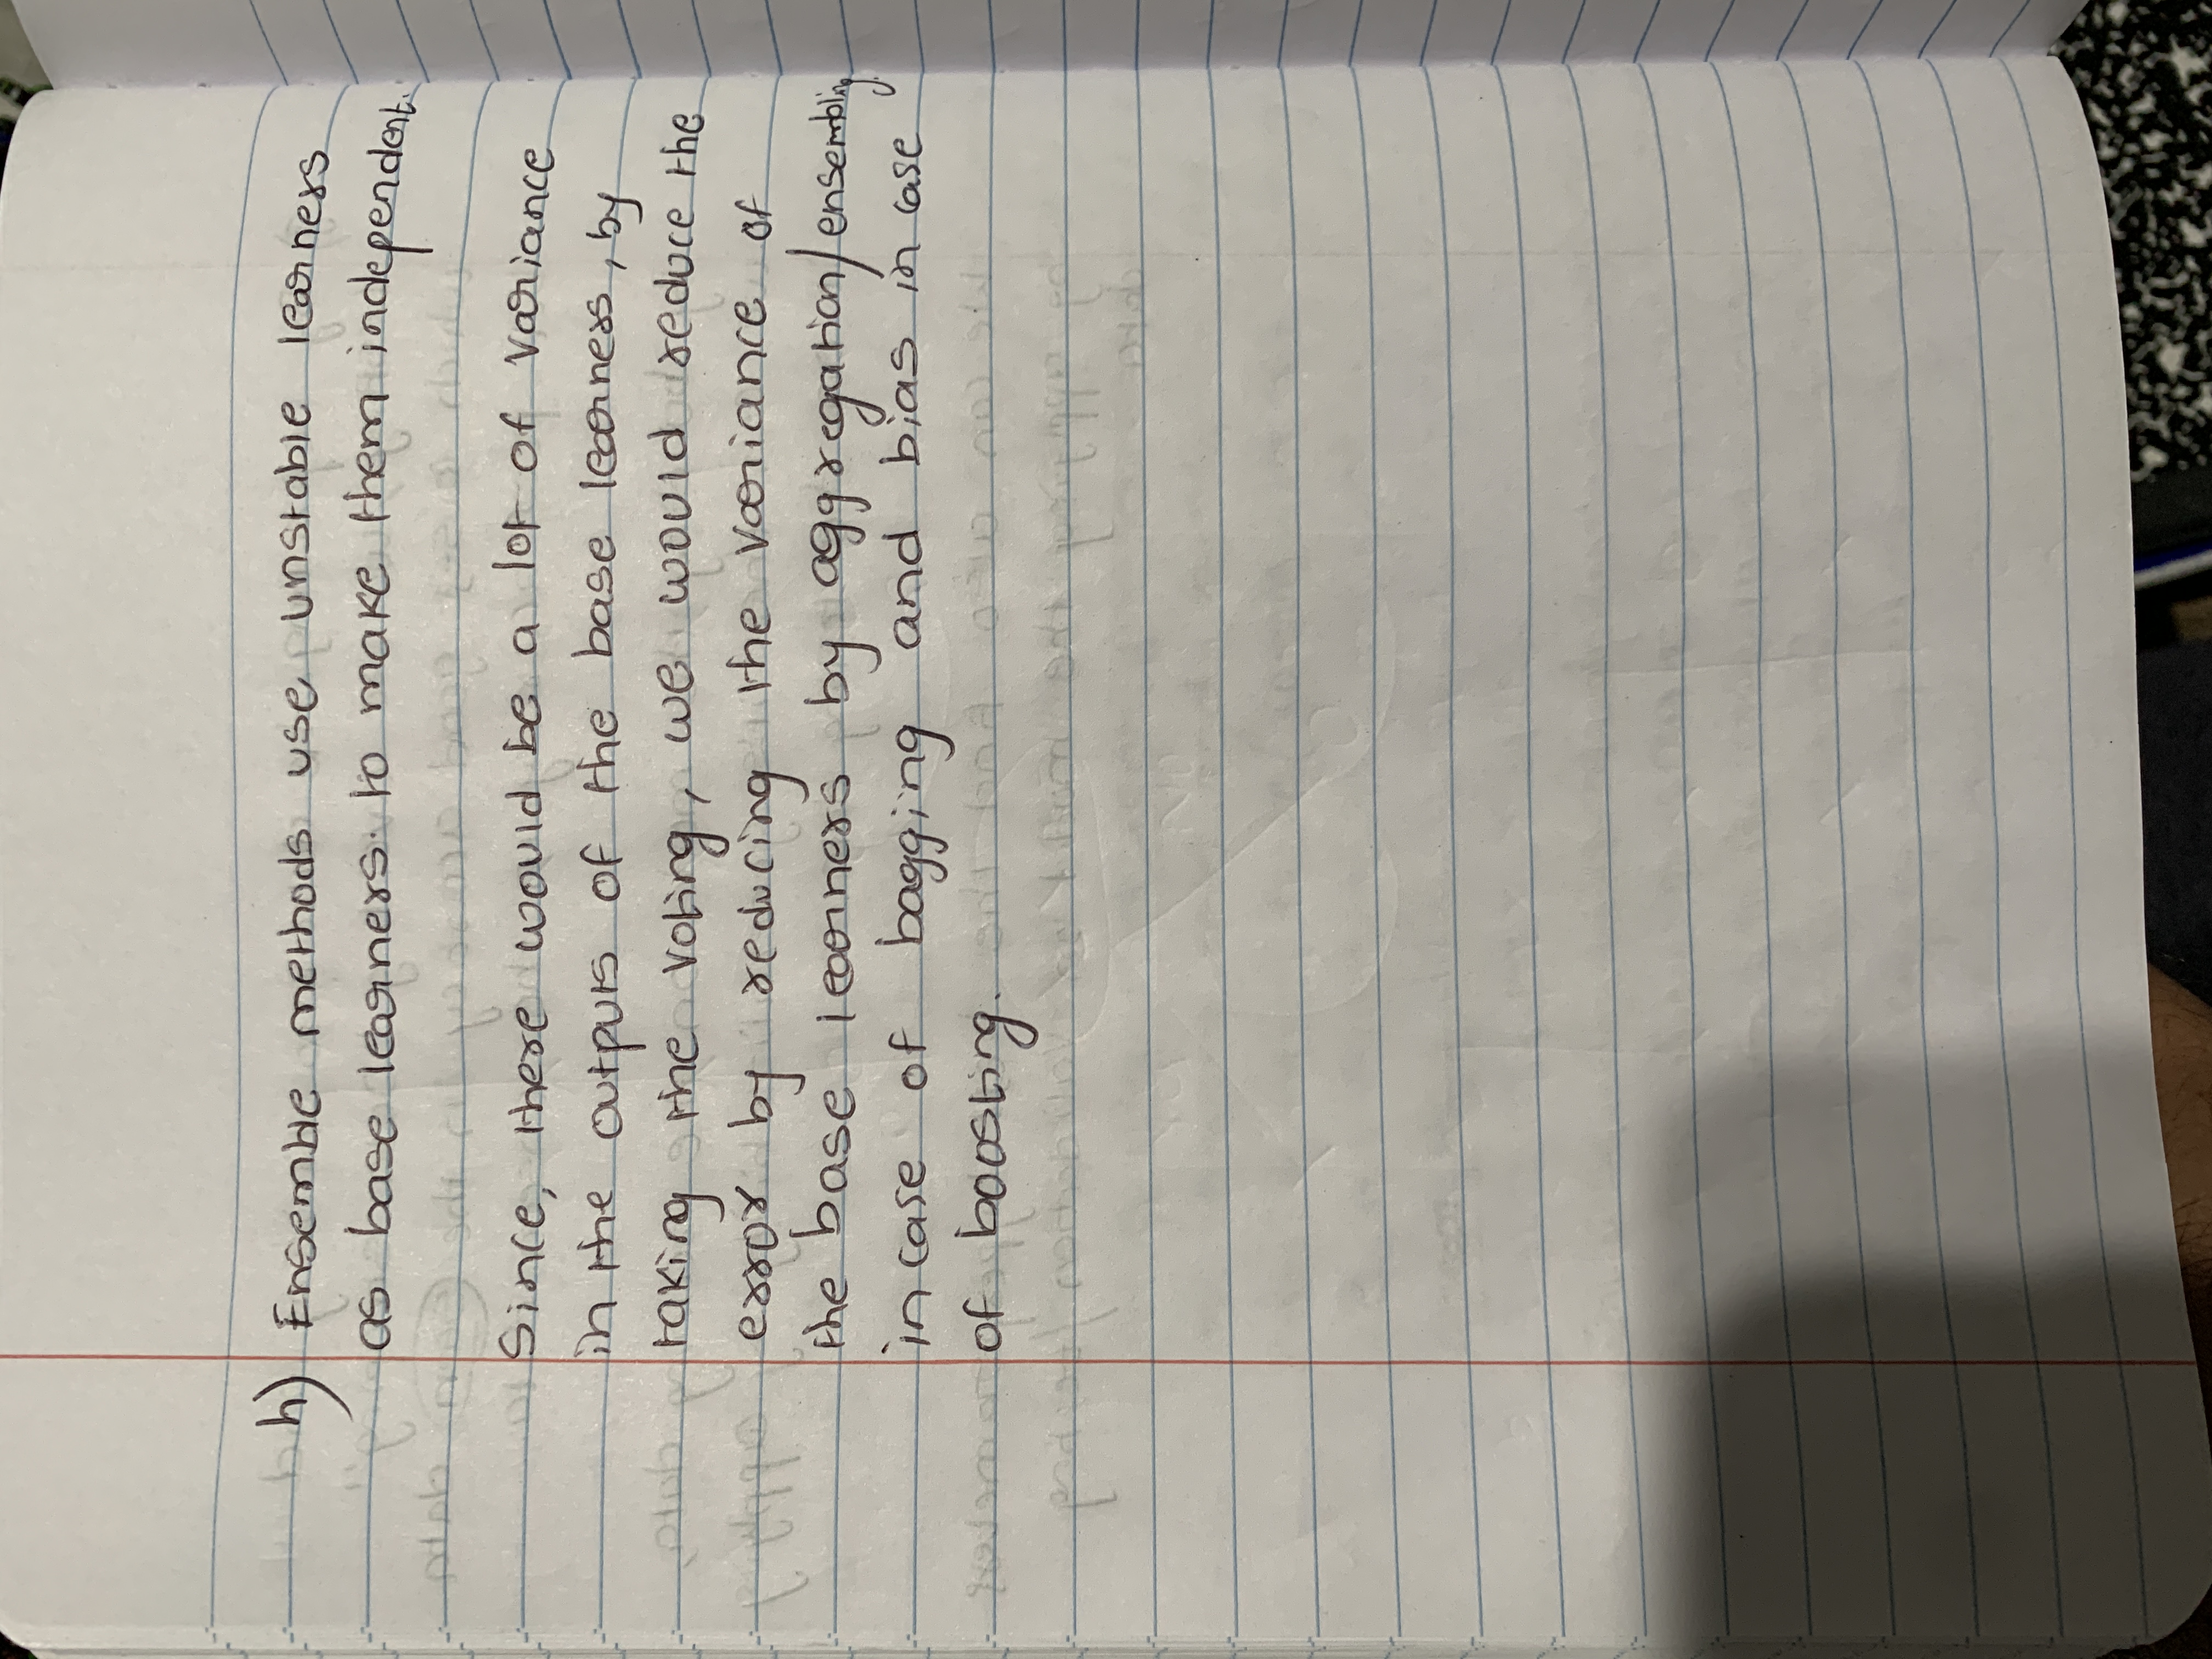 h) Ensemble methods use unstable learners
as base learners. to make them independent.
Since, there would be a lot of variance
in the outputs of the base learners, by
taking the voting, we would reduce the
error by reducing the variance of
the base learners by aggregation/ensembling
in case of bagging and bias in case
of boosting.